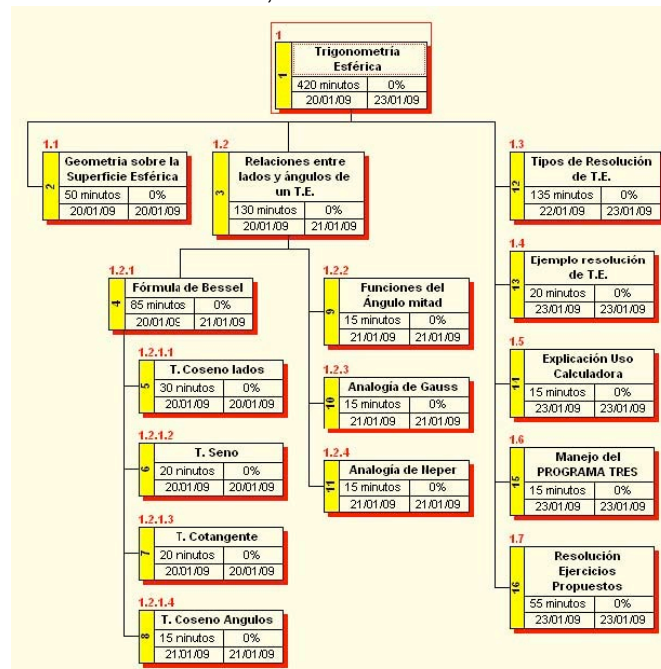 1
1
Trigonometría
Esférica
420 minutos 0%
20/01/09 23/01/09
1.1
2
Geometria sobre la
Superficie Esférica
50 minutos 0%
20/01/09 20/01/09
1.2
3
Relaciones entre
lados y ángulos de
un T.E.
130 minutos 0%
20/01/09 21/01/09
1.3
12
Tipos de Resolución
de T.E.
135 minutos 0%
22/01/09 23/01/09
1.2.1
4
Fórmula de Bessel
85 minutos 0%
20/01/09 21/01/09
1.2.1.1
5
T. Coseno lados
30 minutos 0%
20/01/09 20/01/09
1.2.1.2
6
T. Seno
20 minutos 0%
20/01/09 20/01/09
1.2.1.3
7
T. Cotangente
20 minutos 0%
20/01/09 20/01/09
1.2.1.4
8
T. Coseno Angulos
15 minutos 0%
21/01/09 21/01/09
1.2.2
9
Funciones del
Ángulo mitad
15 minutos 0%
21/01/09 21/01/09
1.2.3
10
Analogía de Gauss
15 minutos 0%
21/01/09 21/01/09
1.2.4
11
Analogía de Neper
15 minutos 0%
21/01/09 21/01/09
1.4
13
Ejemplo resolución
de T.E.
20 minutos 0%
23/01/09 23/01/09
1.5
14
Explicación Uso
Calculadora
15 minutos 0%
23/01/09 23/01/09
1.6
15
Manejo del
PROGRAMA TRES
15 minutos 0%
23/01/09 23/01/09
1.7
16
Resolución
Ejercicios
Propuestos
55 minutos 0%
23/01/09 23/01/09